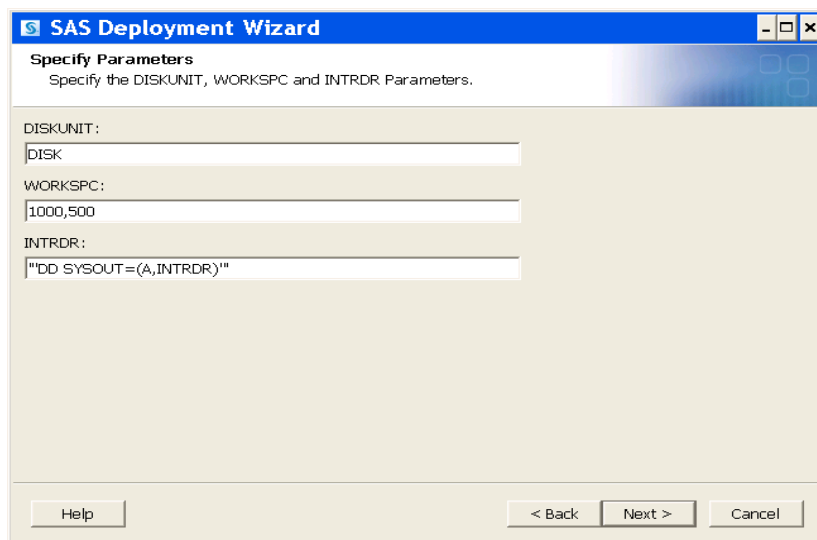 SAS Deployment Wizard
Specify Parameters
Specify the DISKUNIT, WORKSPC and INTRDR Parameters.
DISKUNIT:
DISK
WORKSPC:
1000,500
INTRDR:
"'DD SYSOUT=(A,INTRDR)'"
Help
< Back
Next >
Cancel